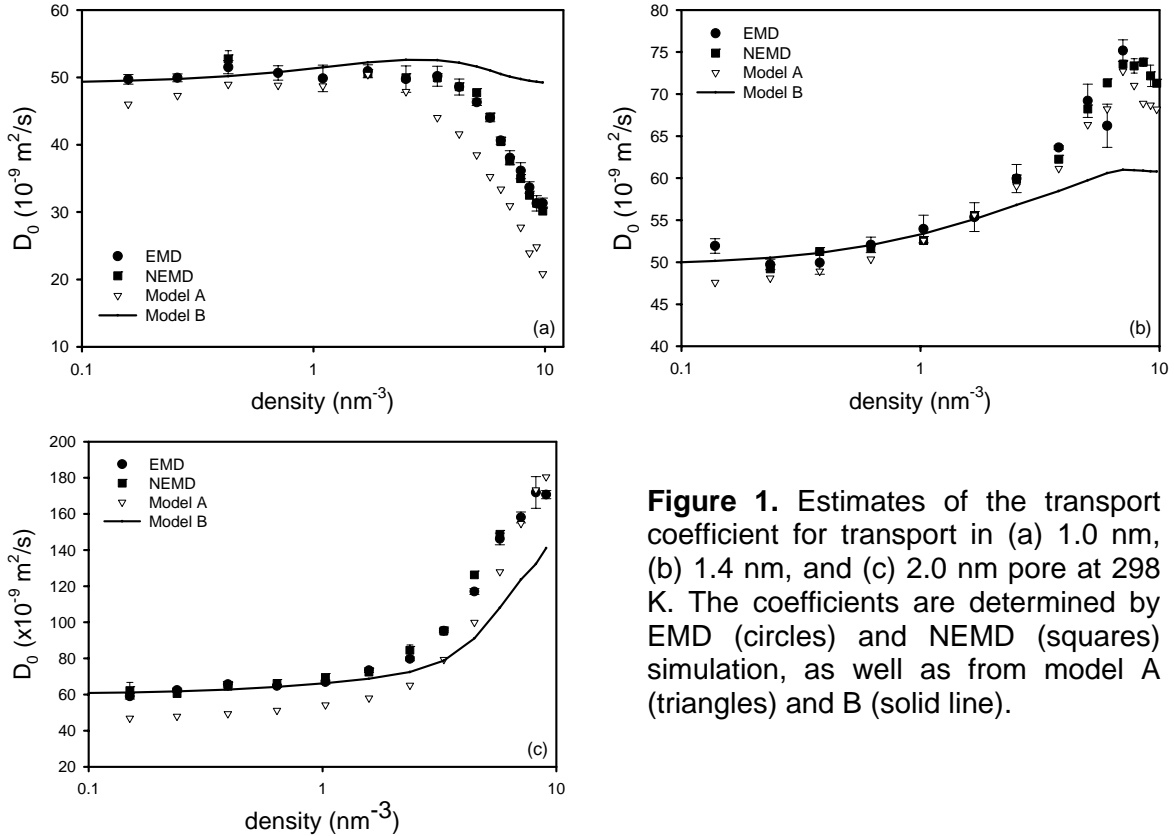 60
50
40
30
20
10
0.1
1
10
D0 (10-9 m2/s)
density (nm-3)
EMD
NEMD
Model A
Model B
(a)
80
75
70
65
60
55
50
45
40
0.1
1
10
D0 (10-9 m2/s)
density (nm-3)
EMD
NEMD
Model A
Model B
(b)
200
180
160
140
120
100
80
60
40
20
0.1
1
10
D0 (x10-9 m2/s)
density (nm-3)
EMD
NEMD
Model A
Model B
(c)
Figure 1. Estimates of the transport
coefficient for transport in (a) 1.0 nm,
(b) 1.4 nm, and (c) 2.0 nm pore at 298
K. The coefficients are determined by
EMD (circles) and NEMD (squares)
simulation, as well as from model A
(triangles) and B (solid line).